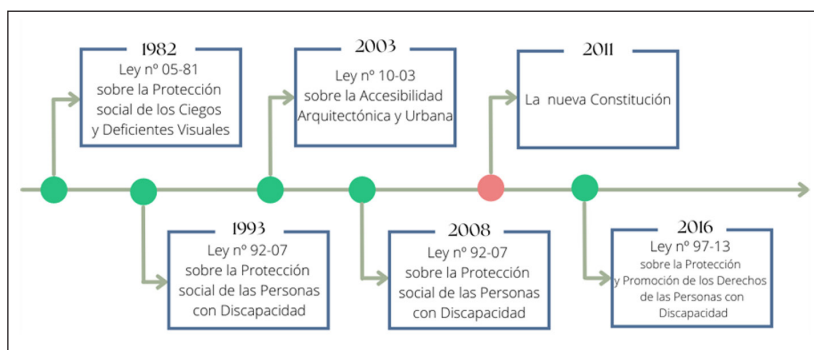 1982
Ley nº 05-81
sobre la Protección
social de los Ciegos
y Deficientes Visuales
2003
Ley nº 10-03
sobre la Accesibilidad
Arquitectónica y Urbana
2011
La nueva Constitución
1993
Ley nº 92-07
sobre la Protección
social de las Personas
con Discapacidad
2008
Ley nº 92-07
sobre la Protección
social de las Personas
con Discapacidad
2016
Ley nº 97-13
sobre la Protección
y Promoción de los Derechos
de las Personas con
Discapacidad